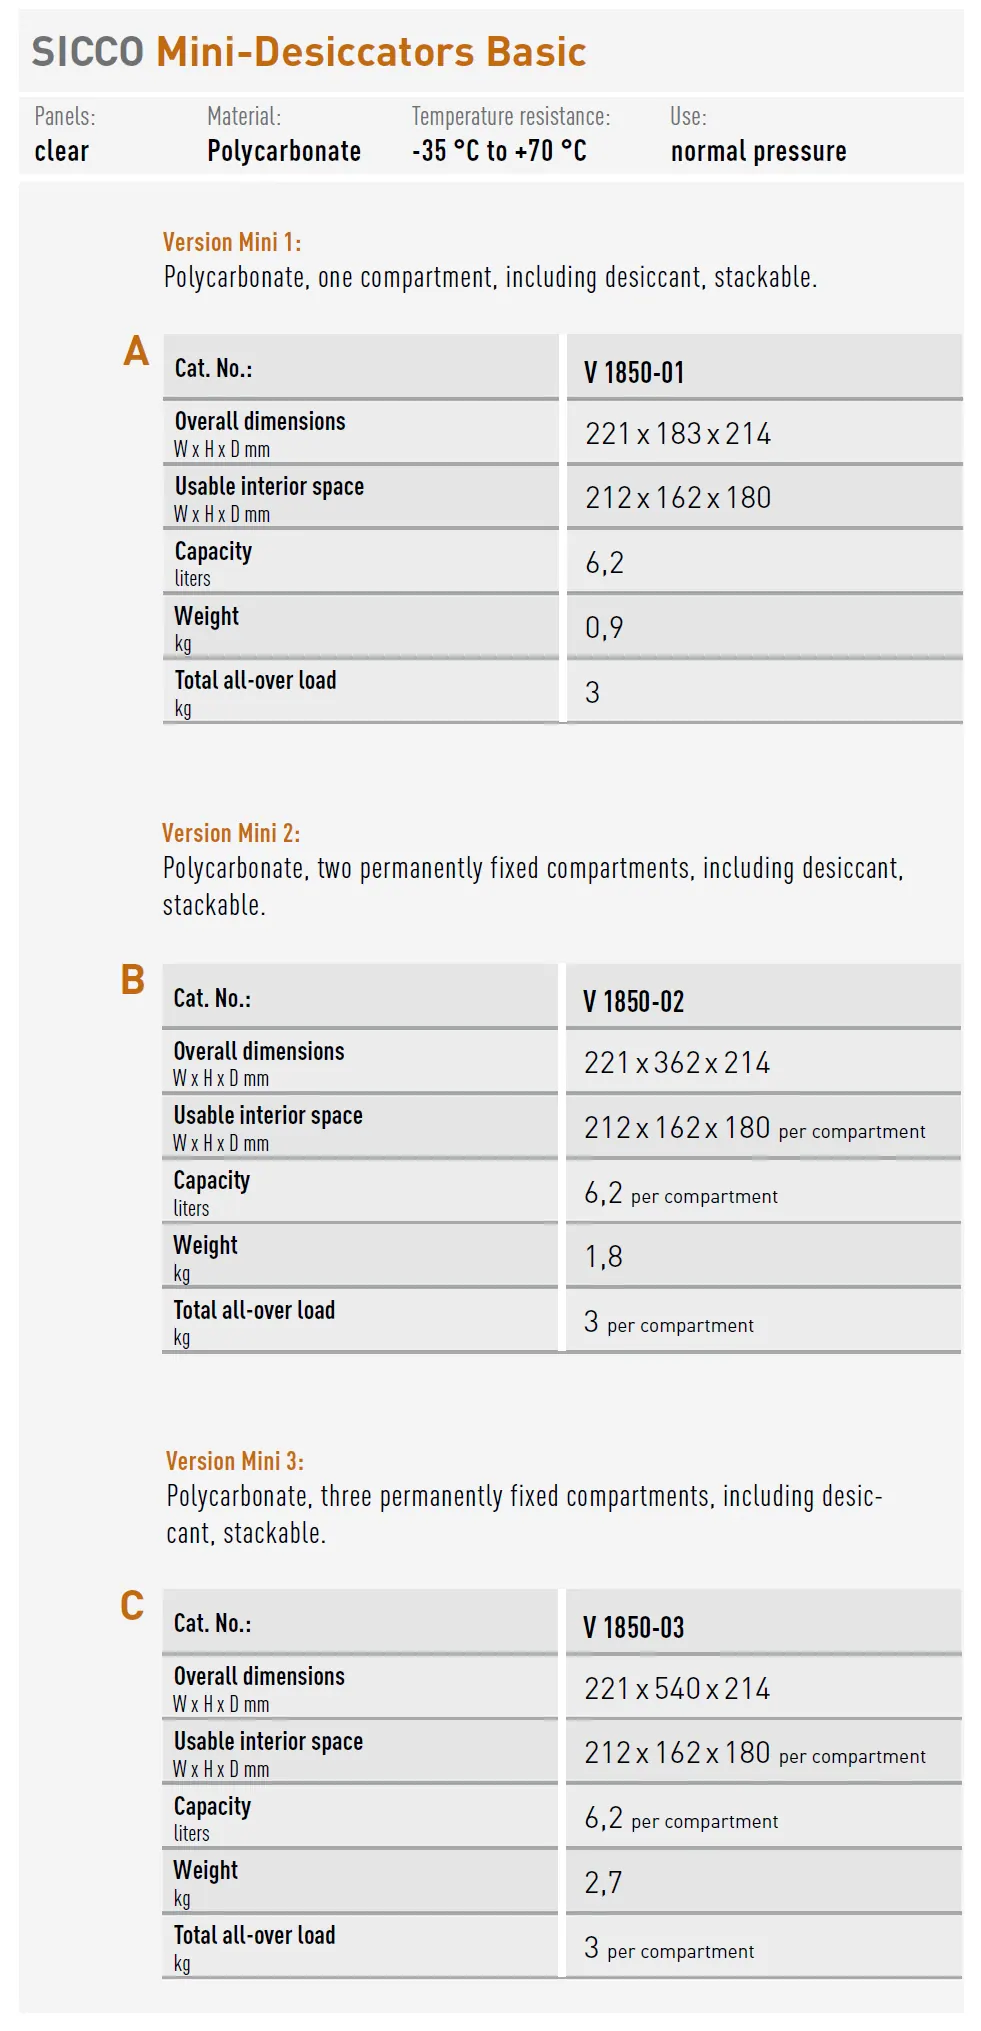 SICCO Mini-Desiccators Basic
Panels: Material: Temperature resistance: Use:
clear Polycarbonate -35 °C to +70 °C normal pressure
Version Mini 1:
Polycarbonate, one compartment, including desiccant, stackable.
A
Cat. No.: V 1850-01
Overall dimensions
W x H x D mm
221 x 183 x 214
Usable interior space
W x H x D mm
212 x 162 x 180
Capacity
liters
6,2
Weight
kg
0,9
Total all-over load
kg
3
Version Mini 2:
Polycarbonate, two permanently fixed compartments, including desiccant,
stackable.
B
Cat. No.: V 1850-02
Overall dimensions
W x H x D mm
221 x 362 x 214
Usable interior space
W x H x D mm
212 x 162 x 180 per compartment
Capacity
liters
6,2 per compartment
Weight
kg
1,8
Total all-over load
kg
3 per compartment
Version Mini 3:
Polycarbonate, three permanently fixed compartments, including desic-
cant, stackable.
C
Cat. No.: V 1850-03
Overall dimensions
W x H x D mm
221 x 540 x 214
Usable interior space
W x H x D mm
212 x 162 x 180 per compartment
Capacity
liters
6,2 per compartment
Weight
kg
2,7
Total all-over load
kg
3 per compartment